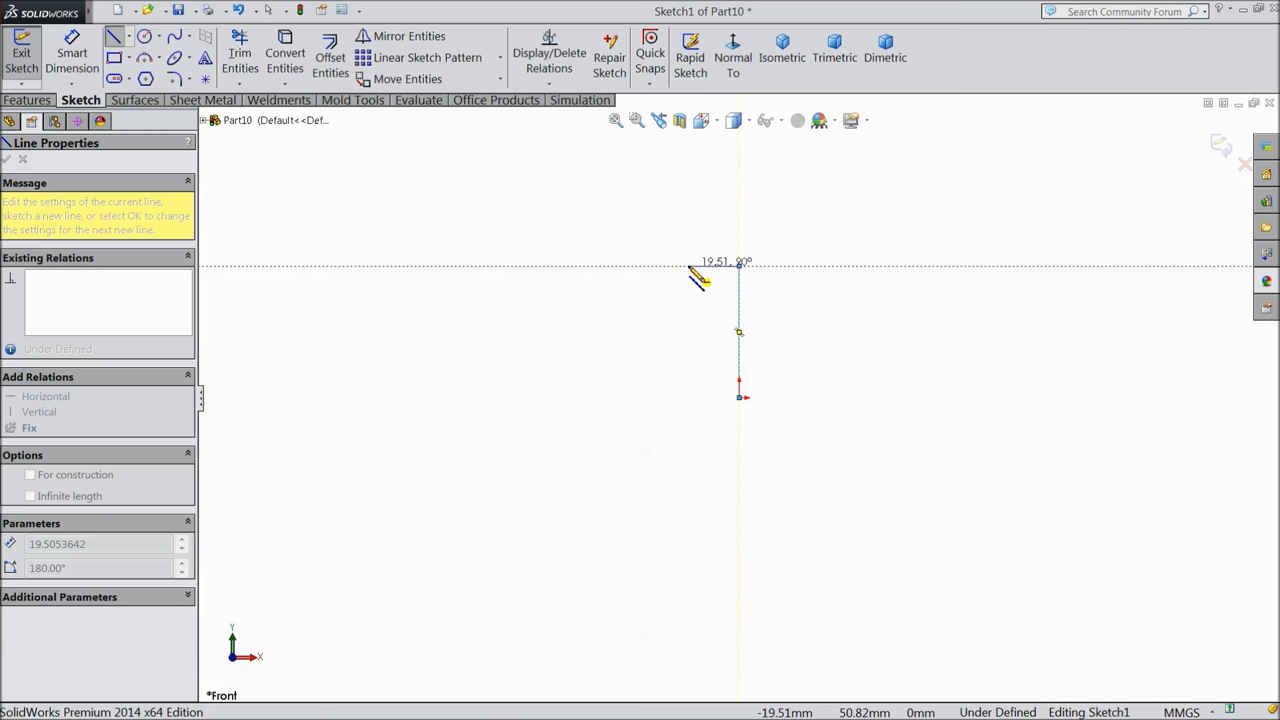 SOLIDWORKS
Sketch1 of Part10 *
Search Community Forum
Exit Sketch
Smart Dimension
Trim Entities
Convert Entities
Offset Entities
Mirror Entities
Linear Sketch Pattern
Move Entities
Display/Delete Relations
Repair Sketch
Quick Snaps
Rapid Sketch
Normal To
Isometric
Trimetric
Dimetric
Features
Sketch
Surfaces
Sheet Metal
Weldments
Mold Tools
Evaluate
Office Products
Simulation
Part10 (Default<<Def...
Line Properties
?
Message
Edit the settings of the current line,
sketch a new line, or select OK to change
the settings for the next new line.
Existing Relations
Under Defined
Add Relations
Horizontal
Vertical
Fix
Options
For construction
Infinite length
Parameters
19.5053642
180.00°
Additional Parameters
19.51, 90°
Y
X
*Front
SolidWorks Premium 2014 x64 Edition
-19.51mm
50.82mm
0mm
Under Defined
Editing Sketch1
MMGS